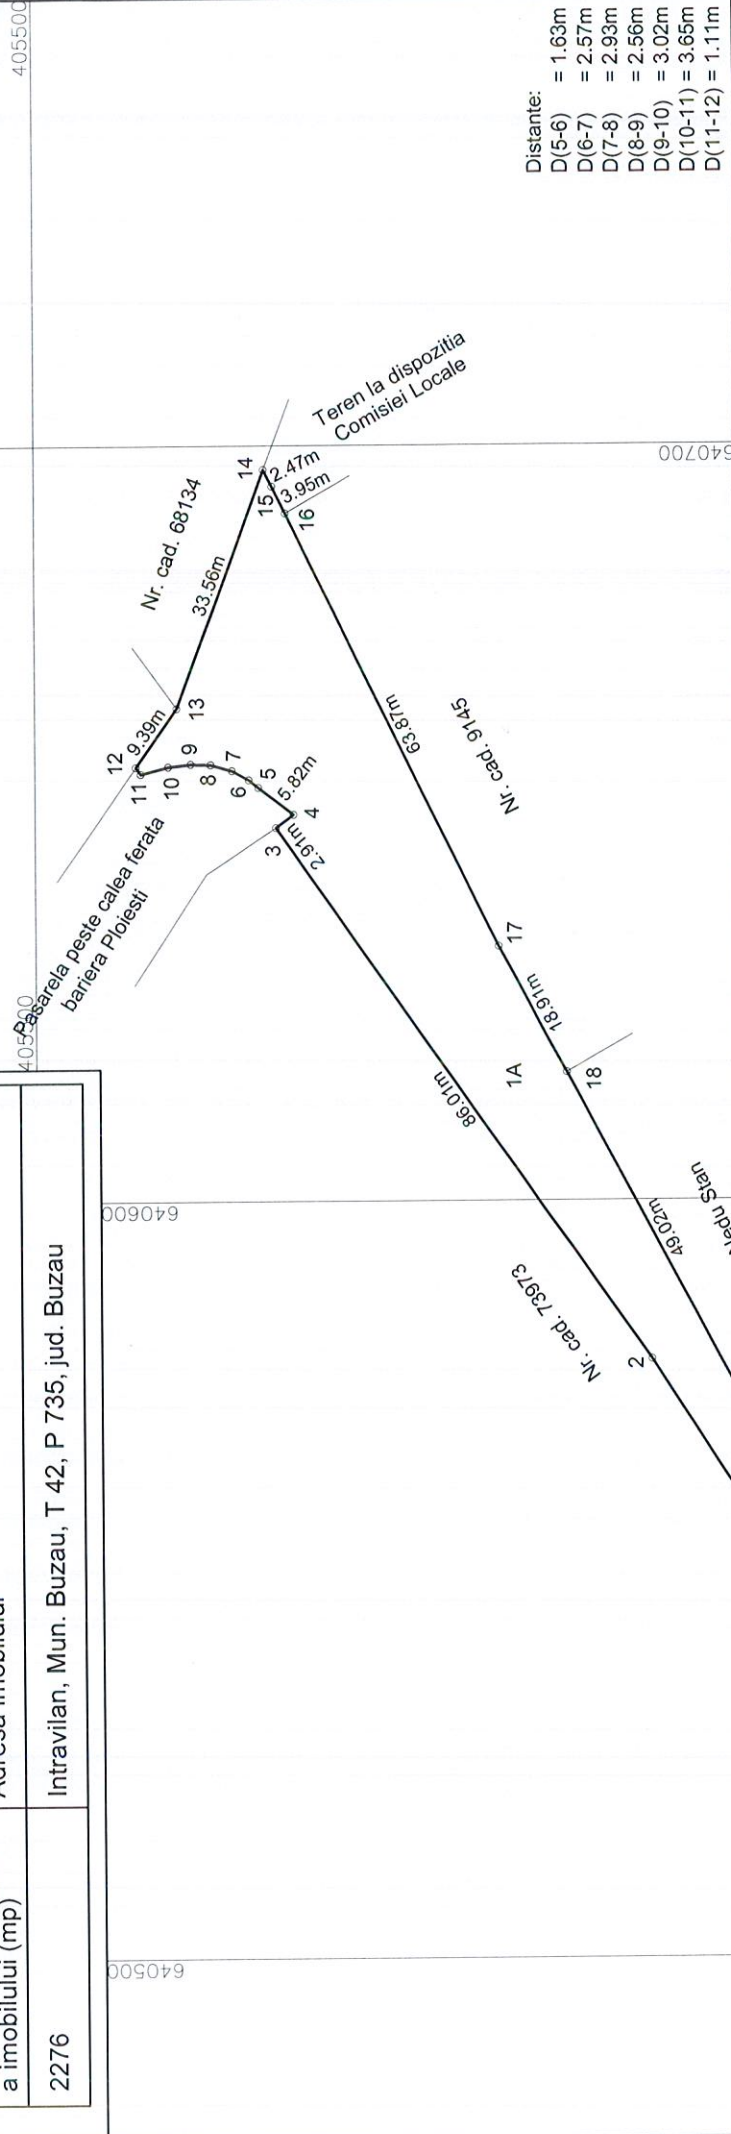 a imobilului (mp)
Adresa imobilului
2276
Intravilan, Mun. Buzau, T 42, P 735, jud. Buzau
405500
405500
640700
640600
640500
Pasarela peste calea ferata
bariera Ploiesti
Nr. cad. 68134
Teren la dispozitia
Comisiei Locale
Nr. cad. 9145
Nr. cad. 73973
Nedu Stan
1A
2
3
4
5
6
7
8
9
10
11
12
13
14
15
16
17
18
86.01m
2.91m
5.82m
9.39m
33.56m
2.47m
3.95m
63.87m
18.91m
49.02m
Distante:
D(5-6) = 1.63m
D(6-7) = 2.57m
D(7-8) = 2.93m
D(8-9) = 2.56m
D(9-10) = 3.02m
D(10-11) = 3.65m
D(11-12) = 1.11m